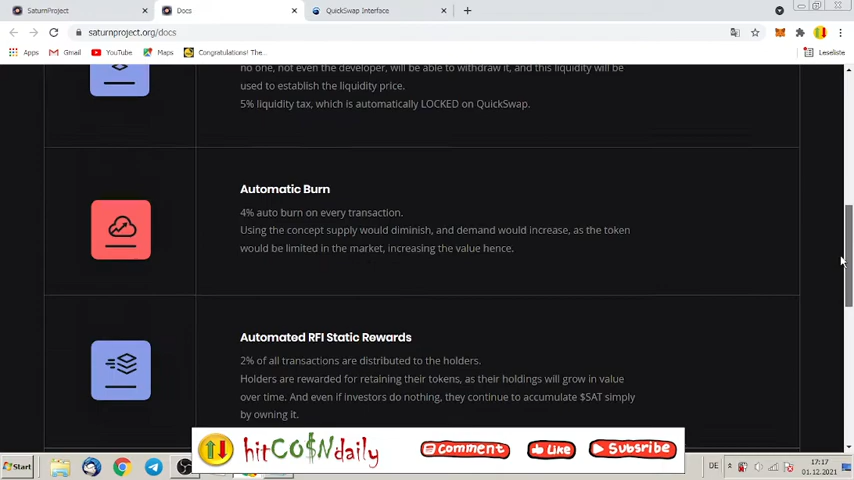 SaturnProject
Docs
QuickSwap Interface
saturnproject.org/docs
Apps
Gmail
YouTube
Maps
Congratulations! The...
Leseliste
no one, not even the developer, will be able to withdraw it, and this liquidity will be
used to establish the liquidity price.
5% liquidity tax, which is automatically LOCKED on QuickSwap.
Automatic Burn
4% auto burn on every transaction.
Using the concept supply would diminish, and demand would increase, as the token
would be limited in the market, increasing the value hence.
Automated RFI Static Rewards
2% of all transactions are distributed to the holders.
Holders are rewarded for retaining their tokens, as their holdings will grow in value
over time. And even if investors do nothing, they continue to accumulate $SAT simply
by owning it.
hitCO$Ndaily
Comment
Like
Subsribe
Start
DE
17:17
01.12.2021